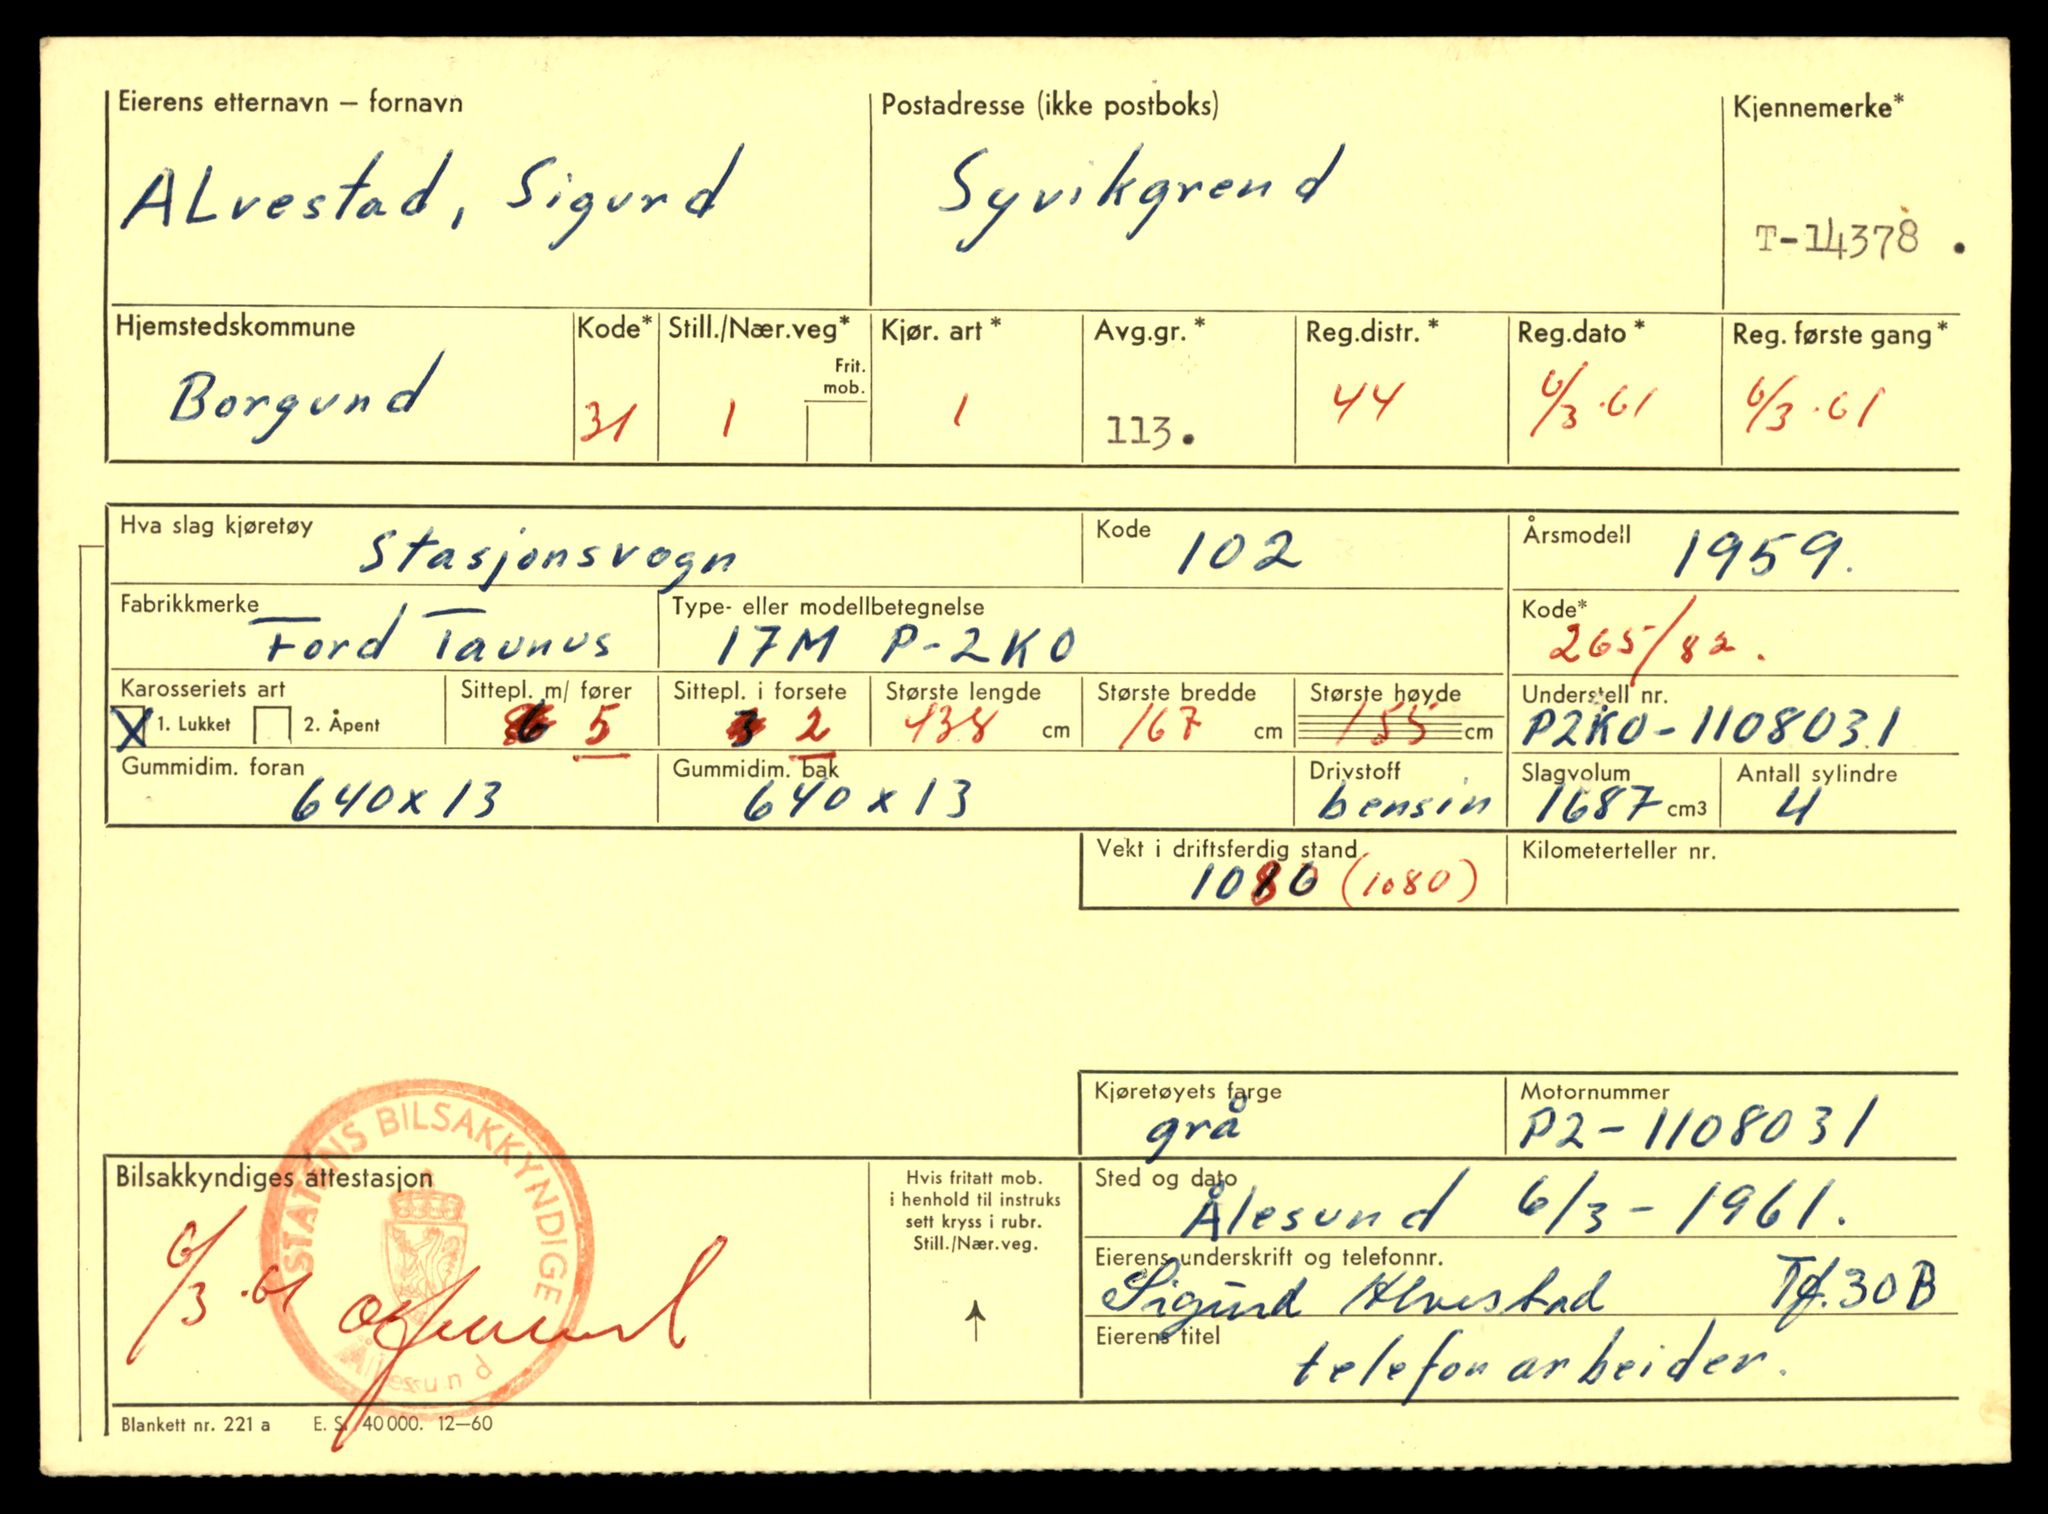 Eierens etternavn – fornavn Postadresse (ikke postboks) Kjennemerke*
ALvestad, Sigurd Syvikgrend T-14378.
Hjemstedskommune Kode* Still./Nær.veg* Kjør. art* Avg.gr.* Reg.distr.* Reg.dato* Reg. første gang*
Frit.
mob.
Borgund 31 1 1 113. 44 6/3.61 6/3.61
Hva slag kjøretøy Stasjonsvogn Kode 102 Årsmodell 1959.
Fabrikkmerke Type- eller modellbetegnelse Kode*
Ford Taunus 17M P-2KO 265/82.
Karosseriets art Sittepl. m/ fører Sittepl. i forsete Største lengde Største bredde Største høyde Understell nr.
X 1. Lukket 2. Åpent 5 2 438 cm 167 cm 155 cm P2KO-1108031
Gummidim. foran Gummidim. bak Drivstoff Slagvolum Antall sylindre
640x13 640x13 bensin 1687 cm3 4
Vekt i driftsferdig stand Kilometerteller nr.
1080 (1080)
Kjøretøyets farge Motornummer
grå P2-1108031
STATENS BILSAKKYNDIGE
Ålesund
Bilsakkyndiges attestasjon
6/3.61
Hvis fritatt mob.
i henhold til instruks
sett kryss i rubr.
Still./Nær.veg.
Sted og dato
Ålesund 6/3-1961.
Eierens underskrift og telefonnr.
Sigurd Alvestad Tf.30B
Eierens titel
telefonarbeider.
Blankett nr. 221 a E. S. 40000. 12–60